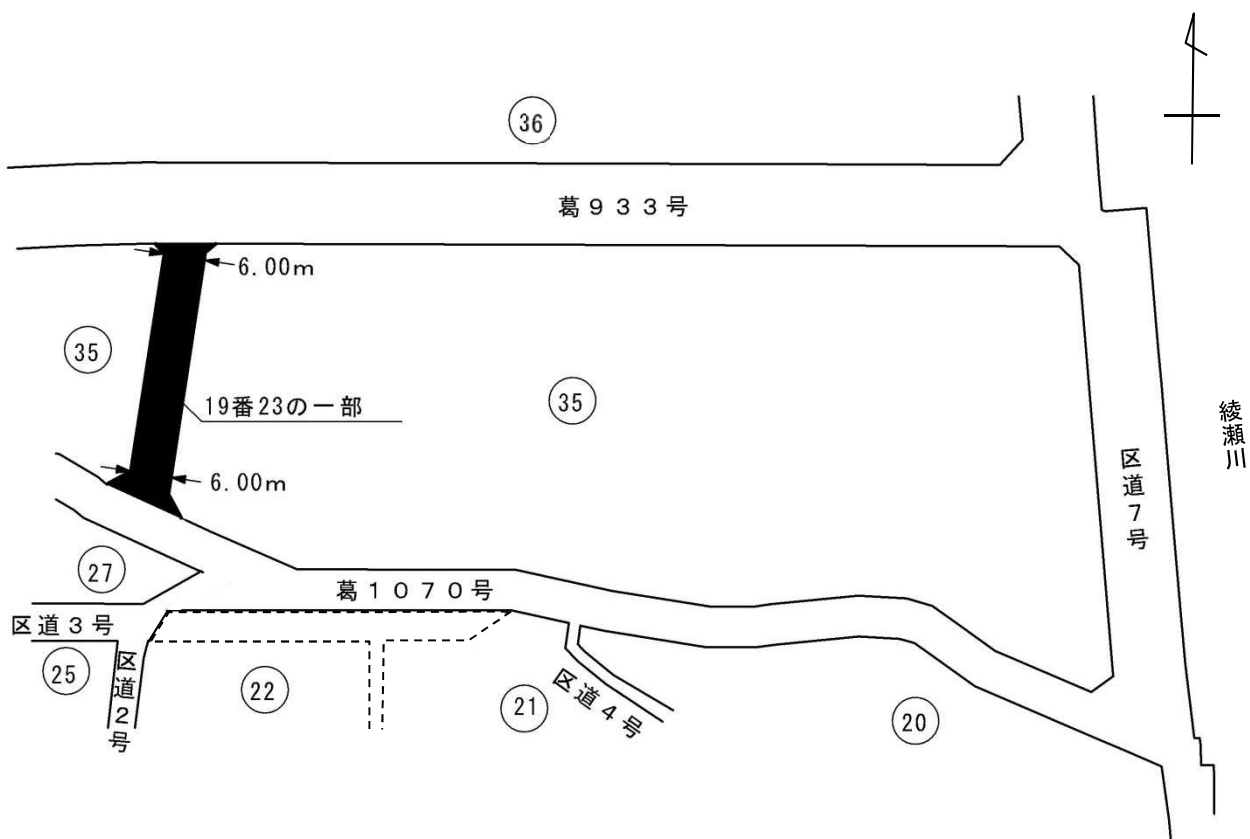 36
葛933号
6.00m
35
35
19番23の一部
綾瀬川
6.00m
区道7号
27
葛1070号
区道3号
25
区道2号
22
21
区道4号
20